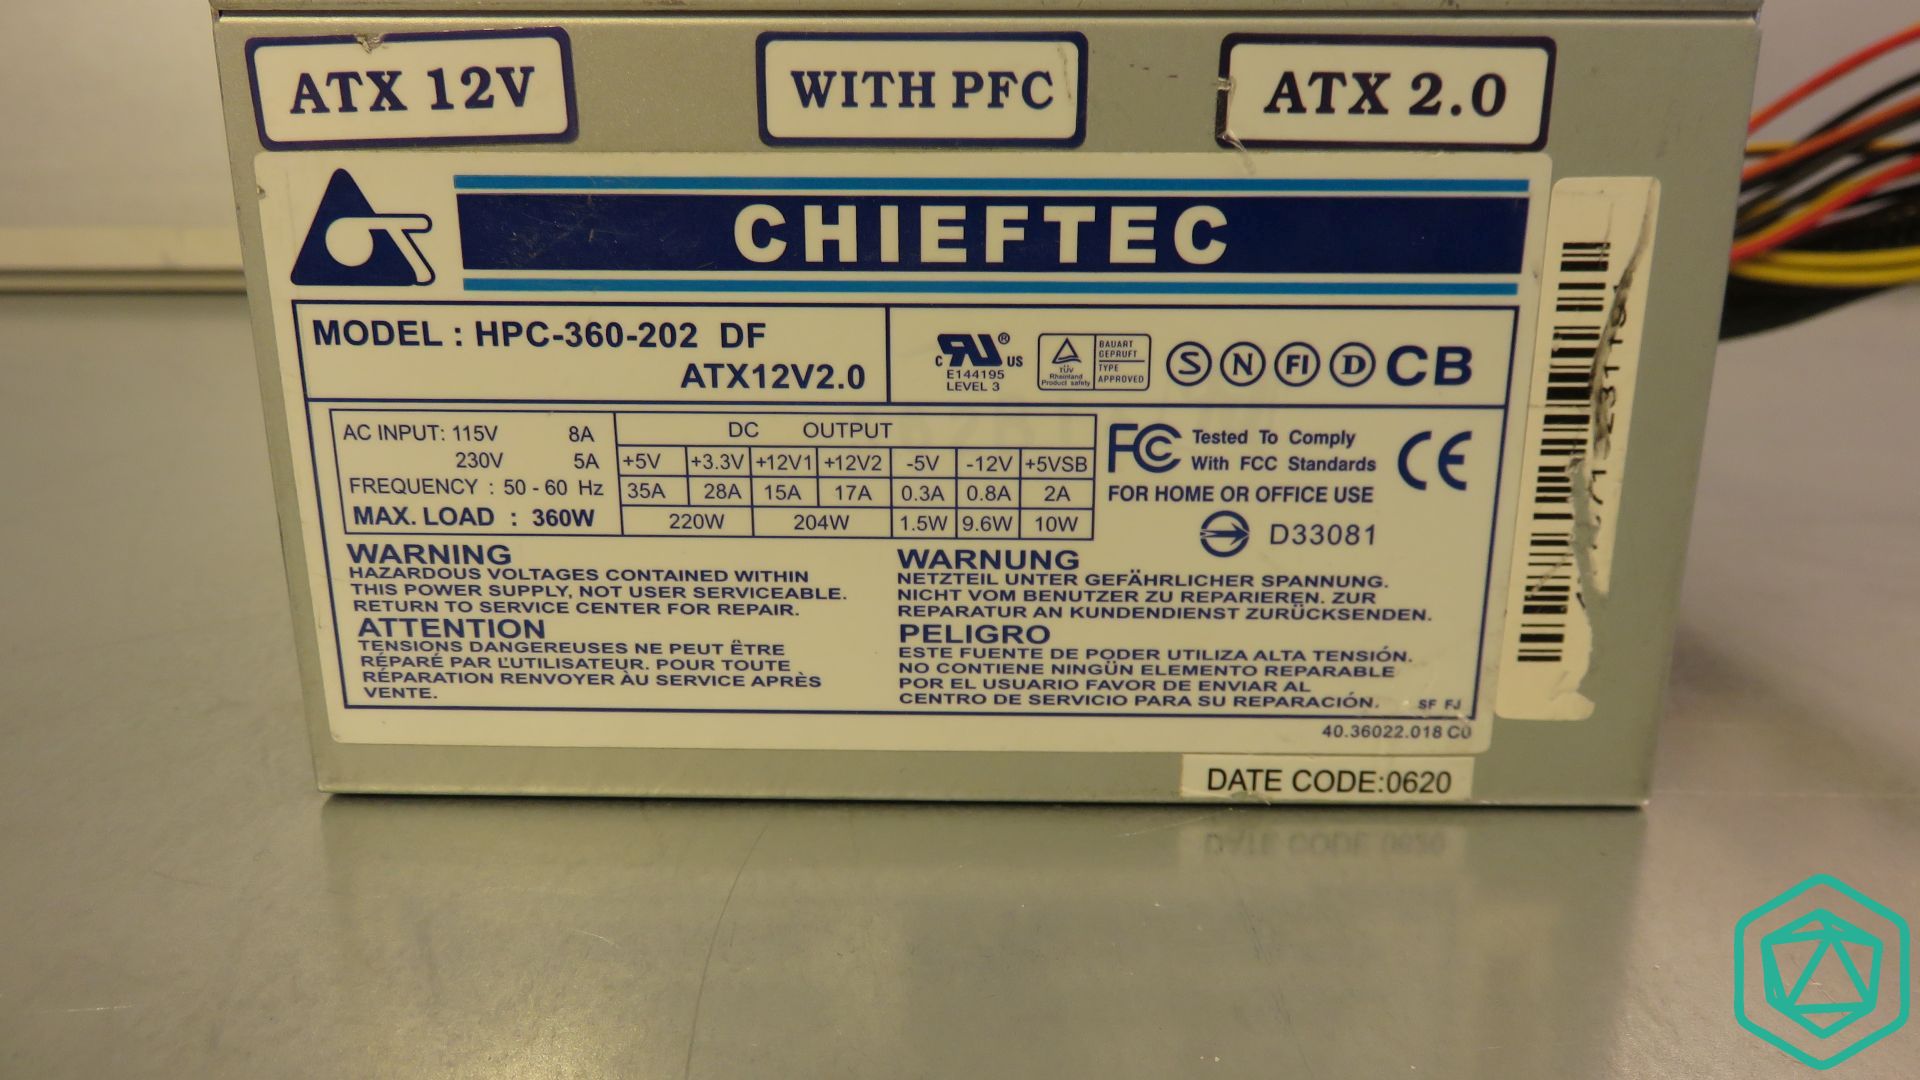 ATX 12V
WITH PFC
ATX 2.0
CHIEFTEC
MODEL : HPC-360-202 DF
ATX12V2.0
C US
E144195
LEVEL 3
TÜV
Rheinland
Product safety
BAUART
GEPRÜFT
TYPE
APPROVED
S N FI D CB
AC INPUT: 115V 8A
230V 5A
FREQUENCY : 50 - 60 Hz
MAX. LOAD : 360W
DC OUTPUT
+5V +3.3V +12V1 +12V2 -5V -12V +5VSB
35A 28A 15A 17A 0.3A 0.8A 2A
220W 204W 1.5W 9.6W 10W
FC Tested To Comply
With FCC Standards
FOR HOME OR OFFICE USE
CE
D33081
WARNING
HAZARDOUS VOLTAGES CONTAINED WITHIN
THIS POWER SUPPLY, NOT USER SERVICEABLE.
RETURN TO SERVICE CENTER FOR REPAIR.
ATTENTION
TENSIONS DANGEREUSES NE PEUT ÊTRE
RÉPARÉ PAR L'UTILISATEUR. POUR TOUTE
RÉPARATION RENVOYER ÀU SERVICE APRÈS
VENTE.
WARNUNG
NETZTEIL UNTER GEFÄHRLICHER SPANNUNG.
NICHT VOM BENUTZER ZU REPARIEREN. ZUR
REPARATUR AN KUNDENDIENST ZURÜCKSENDEN.
PELIGRO
ESTE FUENTE DE PODER UTILIZA ALTA TENSIÓN.
NO CONTIENE NINGÜN ELEMENTO REPARABLE
POR EL USUARIO FAVOR DE ENVIAR AL
CENTRO DE SERVICIO PARA SU REPARACIÓN.
SF FJ
40.36022.018 C0
DATE CODE:0620